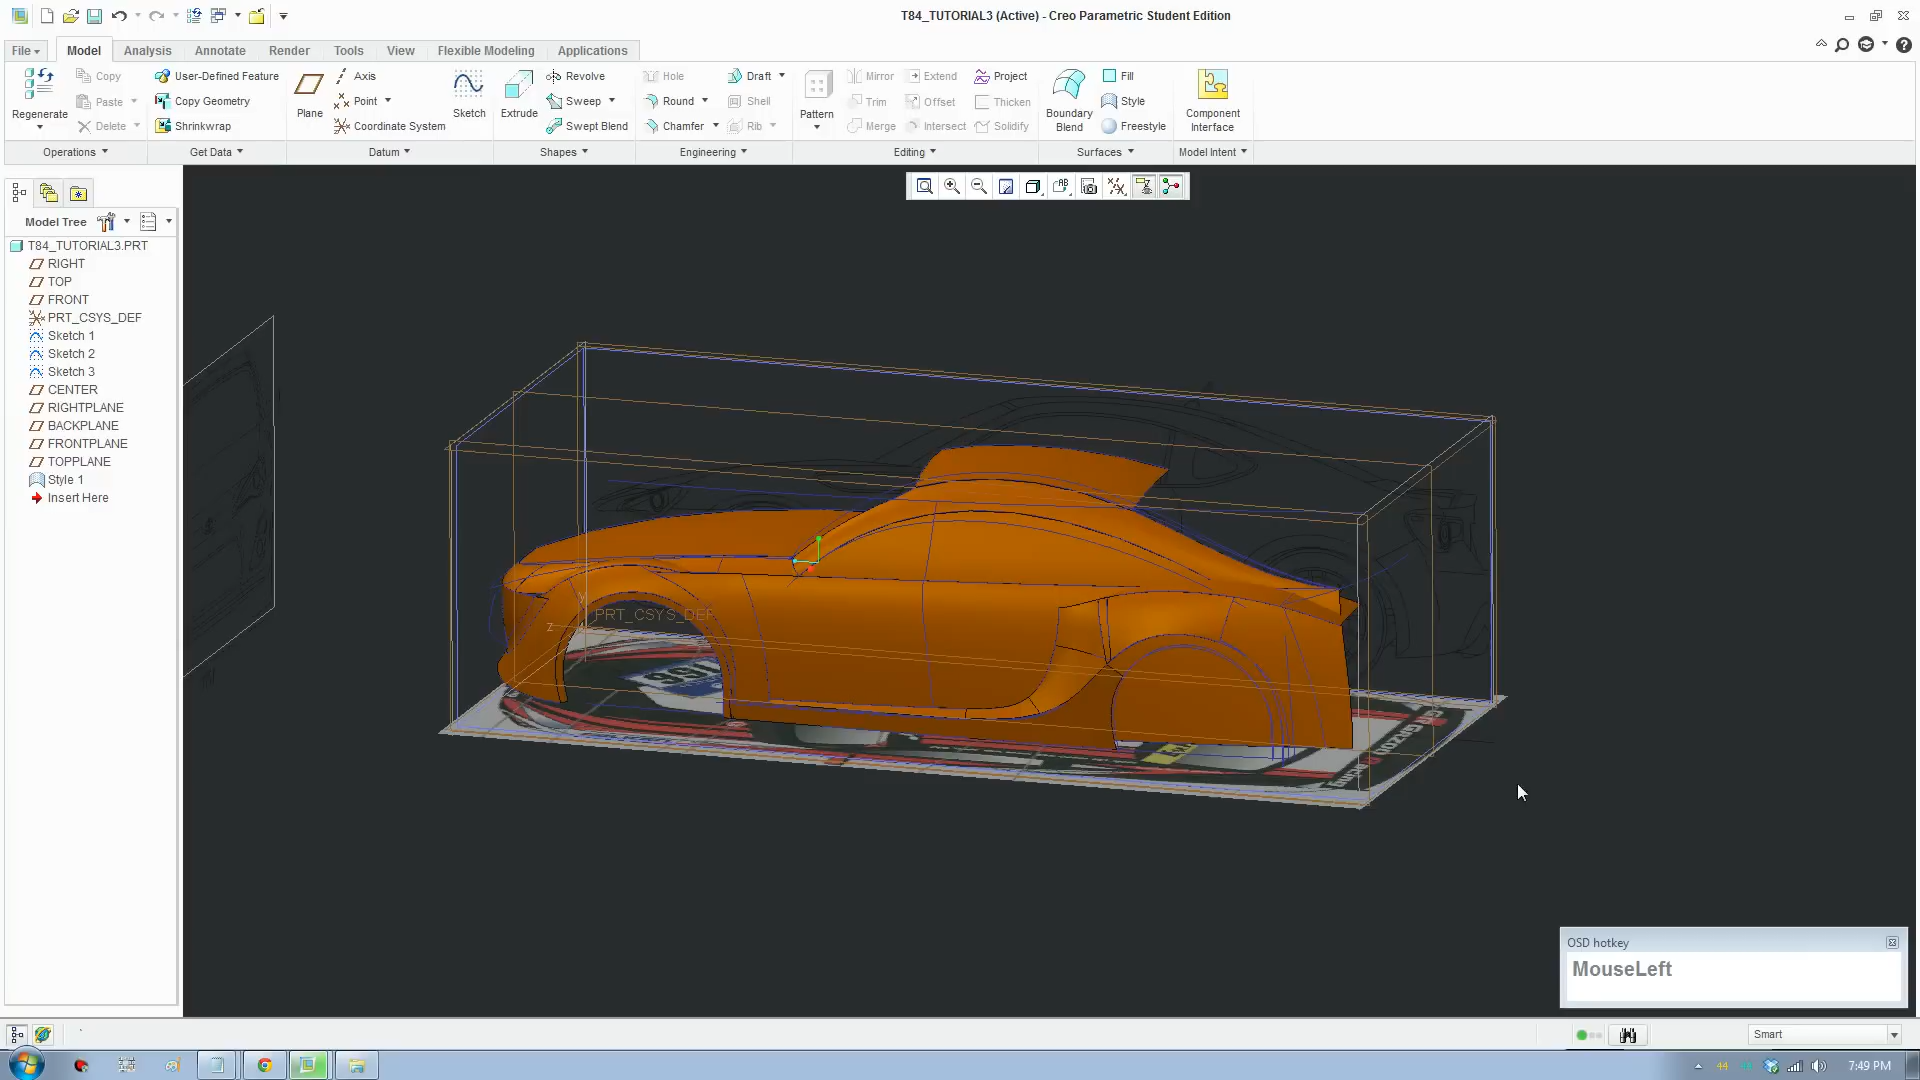 T84_TUTORIAL3 (Active) - Creo Parametric Student Edition
File Model Analysis Annotate Render Tools View Flexible Modeling Applications
Regenerate
Copy
Paste
Delete
Operations
User-Defined Feature
Copy Geometry
Shrinkwrap
Get Data
Plane
Axis
Point
Coordinate System
Sketch
Datum
Extrude
Revolve
Sweep
Swept Blend
Shapes
Hole
Round
Chamfer
Draft
Shell
Rib
Engineering
Pattern
Mirror
Trim
Merge
Extend
Offset
Intersect
Project
Thicken
Solidify
Editing
Boundary
Blend
Fill
Style
Freestyle
Surfaces
Component
Interface
Model Intent
Model Tree
T84_TUTORIAL3.PRT
RIGHT
TOP
FRONT
PRT_CSYS_DEF
Sketch 1
Sketch 2
Sketch 3
CENTER
RIGHTPLANE
BACKPLANE
FRONTPLANE
TOPPLANE
Style 1
Insert Here
y
z
PRT_CSYS_DEF
OSD hotkey
MouseLeft
Smart
44
7:49 PM